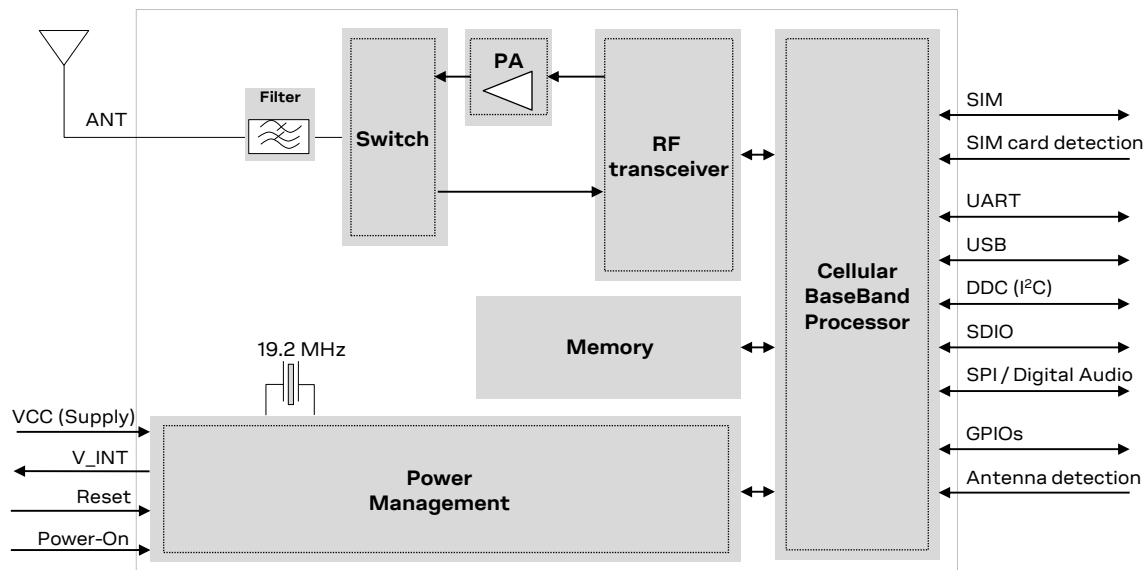 ANT
Filter
Switch
PA
RF
transceiver
Cellular
BaseBand
Processor
SIM
SIM card detection
UART
USB
DDC (I²C)
SDIO
SPI / Digital Audio
GPIOs
Antenna detection
Memory
19.2 MHz
VCC (Supply)
V_INT
Reset
Power-On
Power
Management